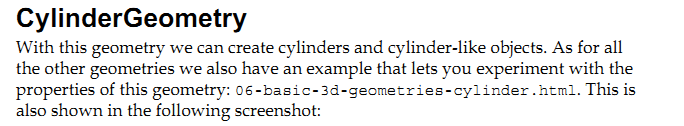 CylinderGeometry
With this geometry we can create cylinders and cylinder-like objects. As for all
the other geometries we also have an example that lets you experiment with the
properties of this geometry: 06-basic-3d-geometries-cylinder.html. This is
also shown in the following screenshot: